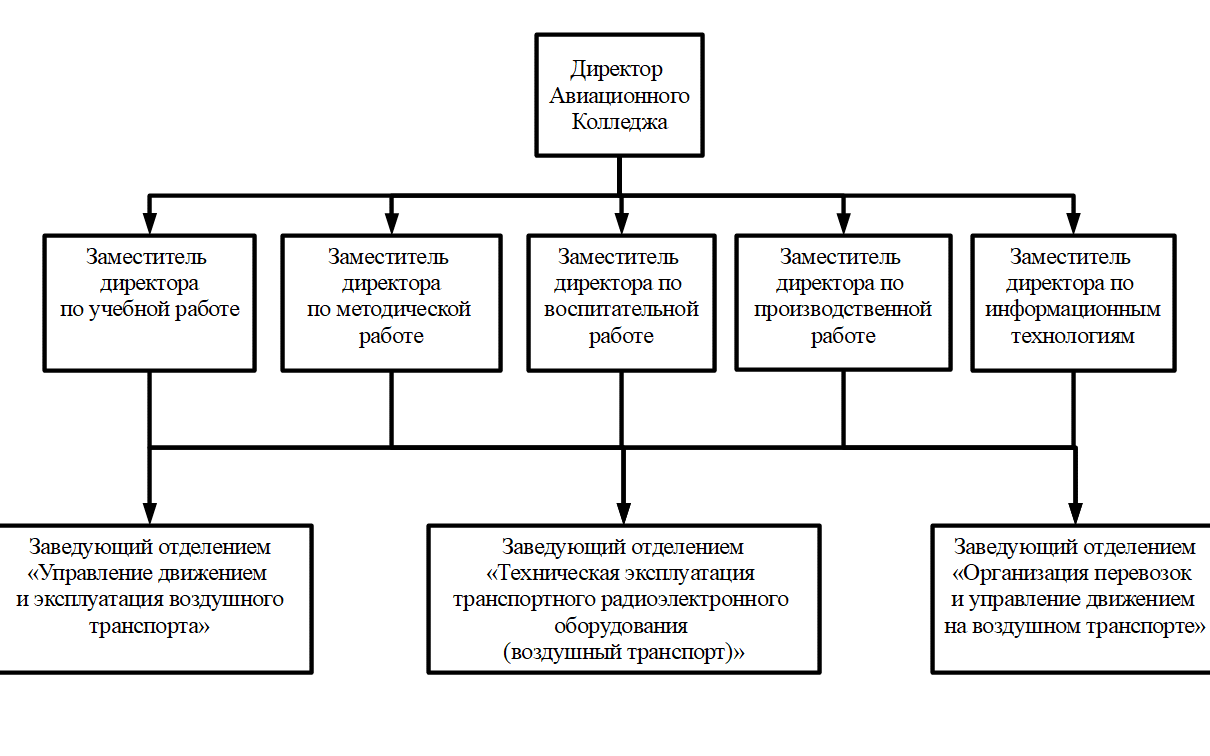 Директор
Авиационного
Колледжа
Заместитель
директора
по учебной работе
Заместитель
директора
по методической
работе
Заместитель
директора по
воспитательной
работе
Заместитель
директора по
производственной
работе
Заместитель
директора по
информационным
технологиям
Заведующий отделением
«Управление движением
и эксплуатация воздушного
транспорта»
Заведующий отделением
«Техническая эксплуатация
транспортного радиоэлектронного
оборудования
(воздушный транспорт)»
Заведующий отделением
«Организация перевозок
и управление движением
на воздушном транспорте»